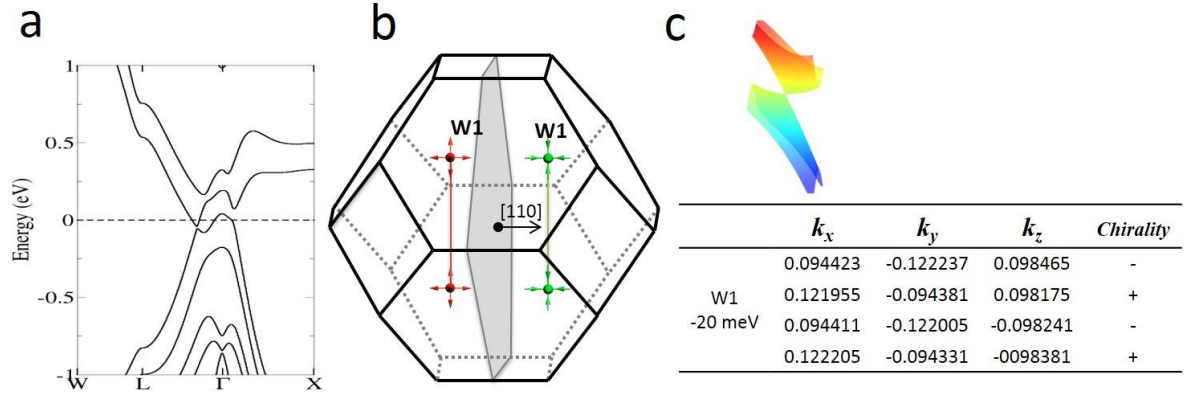 a
b
c
1
0.5
0
-0.5
-1
Energy (eV)
W L Γ X
W1 W1
[110]
k_x k_y k_z Chirality
0.094423 -0.122237 0.098465 -
W1 0.121955 -0.094381 0.098175 +
-20 meV 0.094411 -0.122005 -0.098241 -
0.122205 -0.094331 -0098381 +